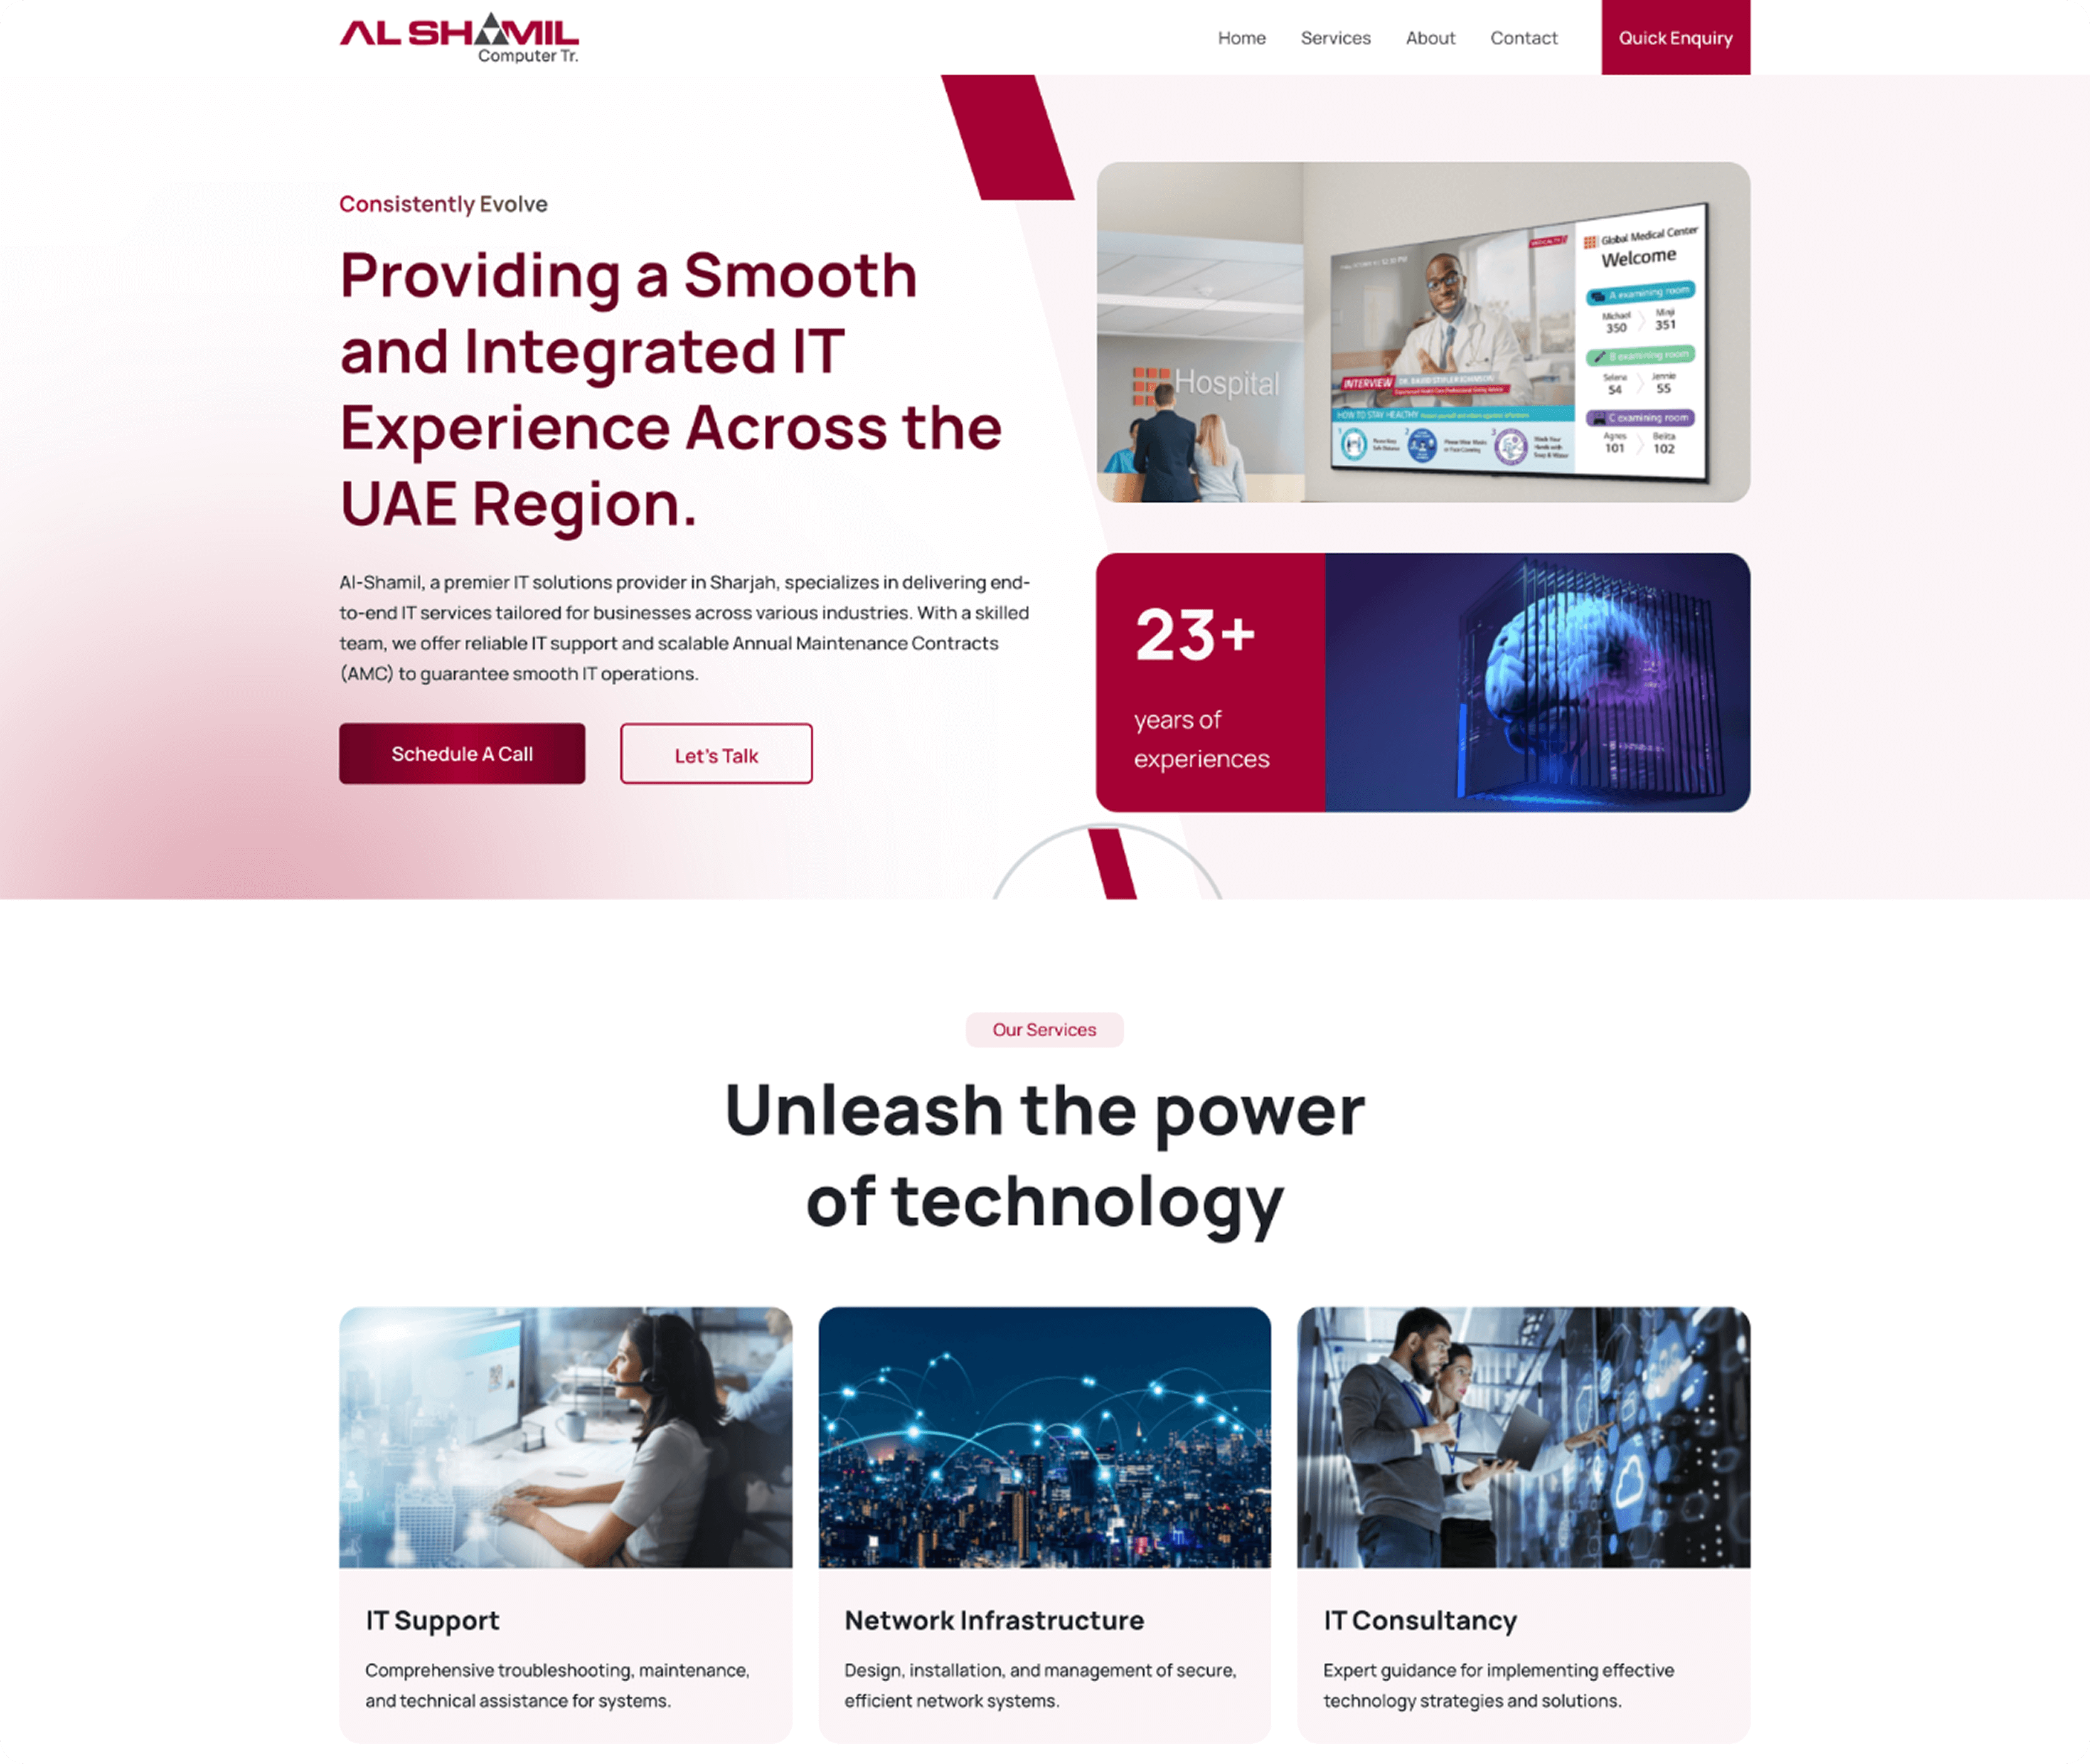 AL SHAMIL
Computer Tr.
Home
Services
About
Contact
Quick Enquiry
Consistently Evolve
Providing a Smooth
and Integrated IT
Experience Across the
UAE Region.
Al-Shamil, a premier IT solutions provider in Sharjah, specializes in delivering end-
to-end IT services tailored for businesses across various industries. With a skilled
team, we offer reliable IT support and scalable Annual Maintenance Contracts
(AMC) to guarantee smooth IT operations.
Schedule A Call
Let's Talk
Hospital
MEDICAL TV
INTERVIEW
HOW TO STAY HEALTHY
Global Medical Center
Welcome
A examining room
Michael
Minji
350
351
B examining room
Selena
Jennie
54
55
C examining room
Agnes
Belita
101
102
23+
years of
experiences
Our Services
Unleash the power
of technology
IT Support
Comprehensive troubleshooting, maintenance,
and technical assistance for systems.
Network Infrastructure
Design, installation, and management of secure,
efficient network systems.
IT Consultancy
Expert guidance for implementing effective
technology strategies and solutions.